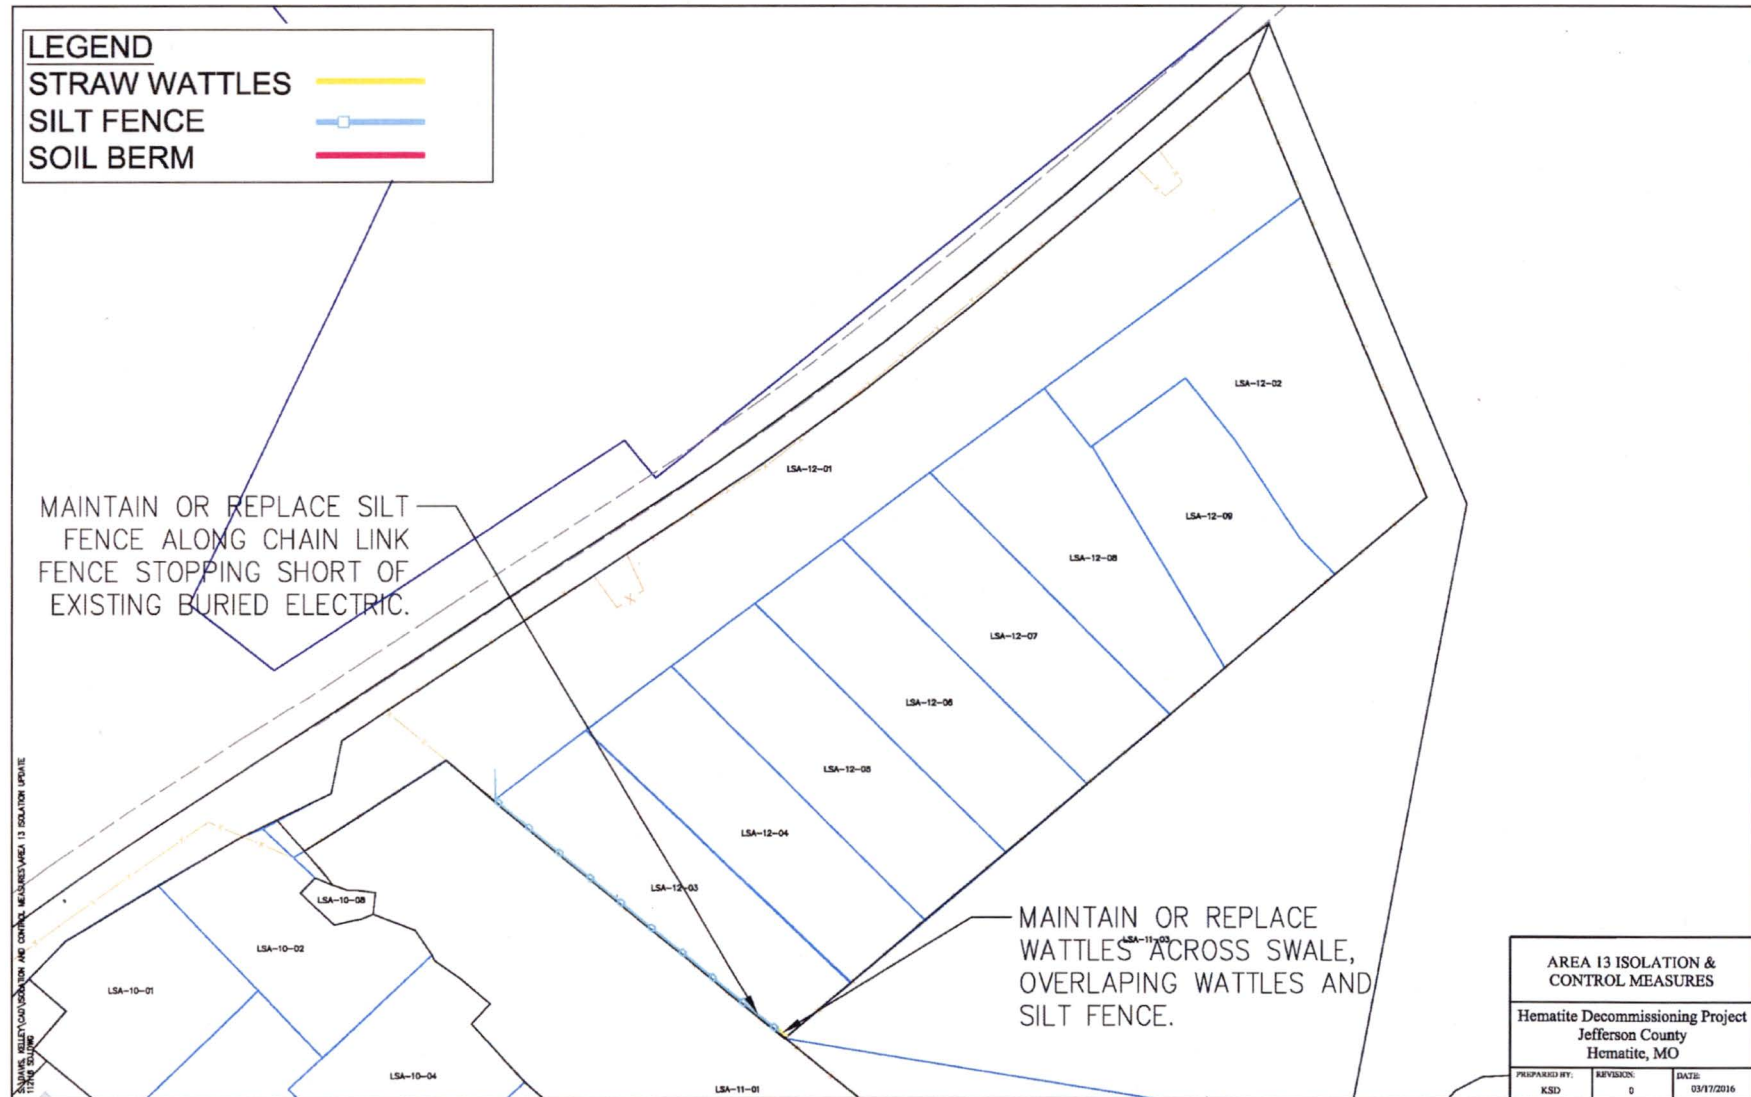 LEGEND
STRAW WATTLES
SILT FENCE
SOIL BERM
LSA-12-02
LSA-12-01
MAINTAIN OR REPLACE SILT
FENCE ALONG CHAIN LINK
FENCE STOPPING SHORT OF
EXISTING BURIED ELECTRIC.
LSA-12-09
LSA-12-08
LSA-12-07
LSA-12-06
LSA-12-05
LSA-12-04
LSA-12-03
LSA-10-08
LSA-10-02
LSA-10-01
LSA-10-04
LSA-11-01
MAINTAIN OR REPLACE
WATTLES ACROSS SWALE,
LSA-11-03
OVERLAPING WATTLES AND
SILT FENCE.
AREA 13 ISOLATION &
CONTROL MEASURES
Hematite Decommissioning Project
Jefferson County
Hematite, MO
PREPARED BY:
KSD
REVISION:
0
DATE:
03/17/2016